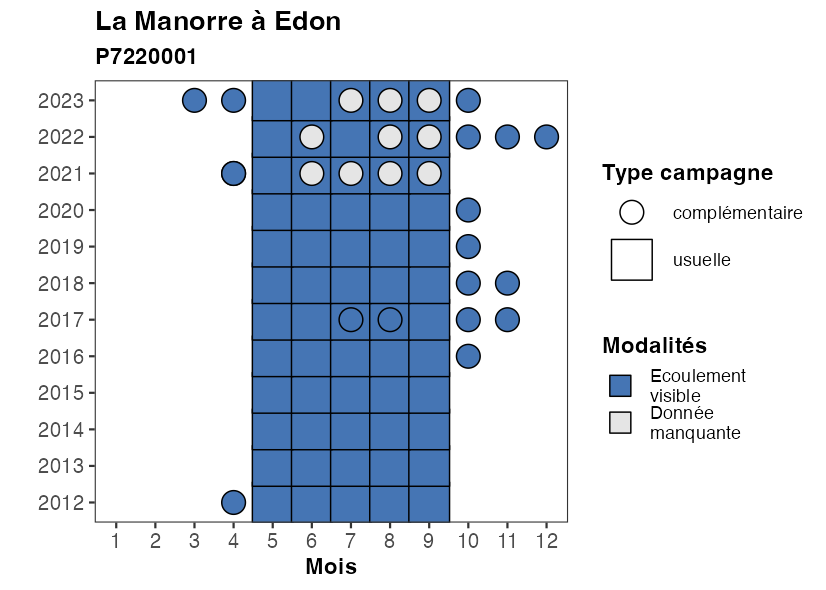 La Manorre à Edon
P7220001
2023
2022
2021
2020
2019
2018
2017
2016
2015
2014
2013
2012
1 2 3 4 5 6 7 8 9 10 11 12
Mois
Type campagne
complémentaire
usuelle
Modalités
Ecoulement
visible
Donnée
manquante